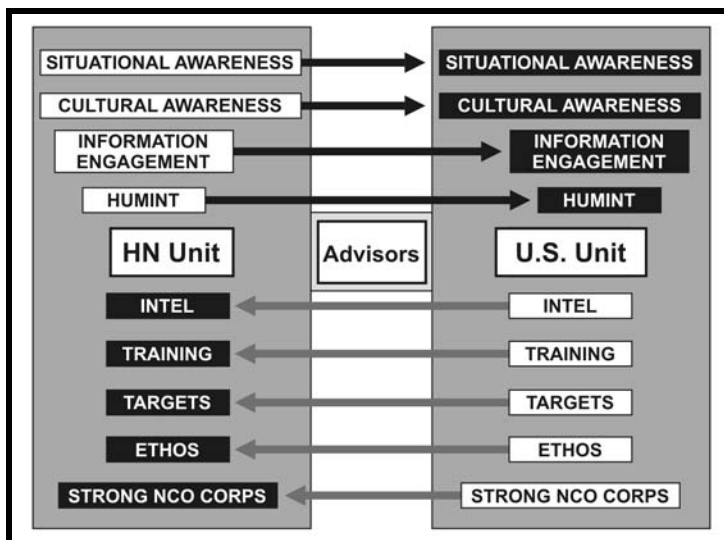 SITUATIONAL AWARENESS SITUATIONAL AWARENESS
CULTURAL AWARENESS CULTURAL AWARENESS
INFORMATION
ENGAGEMENT
INFORMATION
ENGAGEMENT
HUMINT HUMINT
HN Unit Advisors U.S. Unit
INTEL INTEL
TRAINING TRAINING
TARGETS TARGETS
ETHOS ETHOS
STRONG NCO CORPS STRONG NCO CORPS